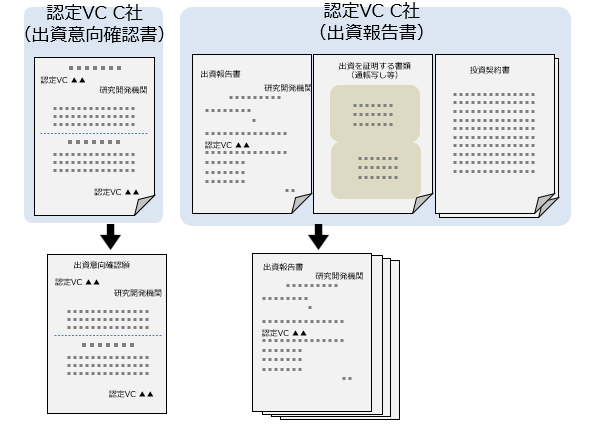 認定VC C社
（出資意向確認書）
認定VC ▲▲
研究開発機関
認定VC ▲▲
認定VC C社
（出資報告書）
出資報告書
研究開発機関
認定VC ▲▲
出資を証明する書類
（通帳写し等）
投資契約書
出資意向確認願
認定VC ▲▲
研究開発機関
認定VC ▲▲
出資報告書
研究開発機関
認定VC ▲▲